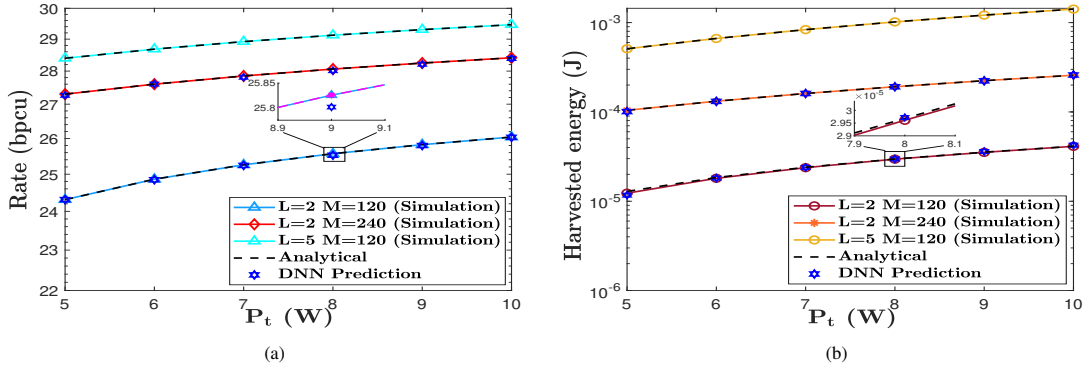 30
29
28
27
26
25
24
23
22
Rate (bpcu)
25.85
25.8
8.9 9 9.1
L=2 M=120 (Simulation)
L=2 M=240 (Simulation)
L=5 M=120 (Simulation)
Analytical
DNN Prediction
5 6 7 8 9 10
P_t (W)
(a)
10^-3
10^-4
10^-5
10^-6
Harvested energy (J)
×10^-5
3
2.95
2.9
7.9 8 8.1
L=2 M=120 (Simulation)
L=2 M=240 (Simulation)
L=5 M=120 (Simulation)
Analytical
DNN Prediction
5 6 7 8 9 10
P_t (W)
(b)